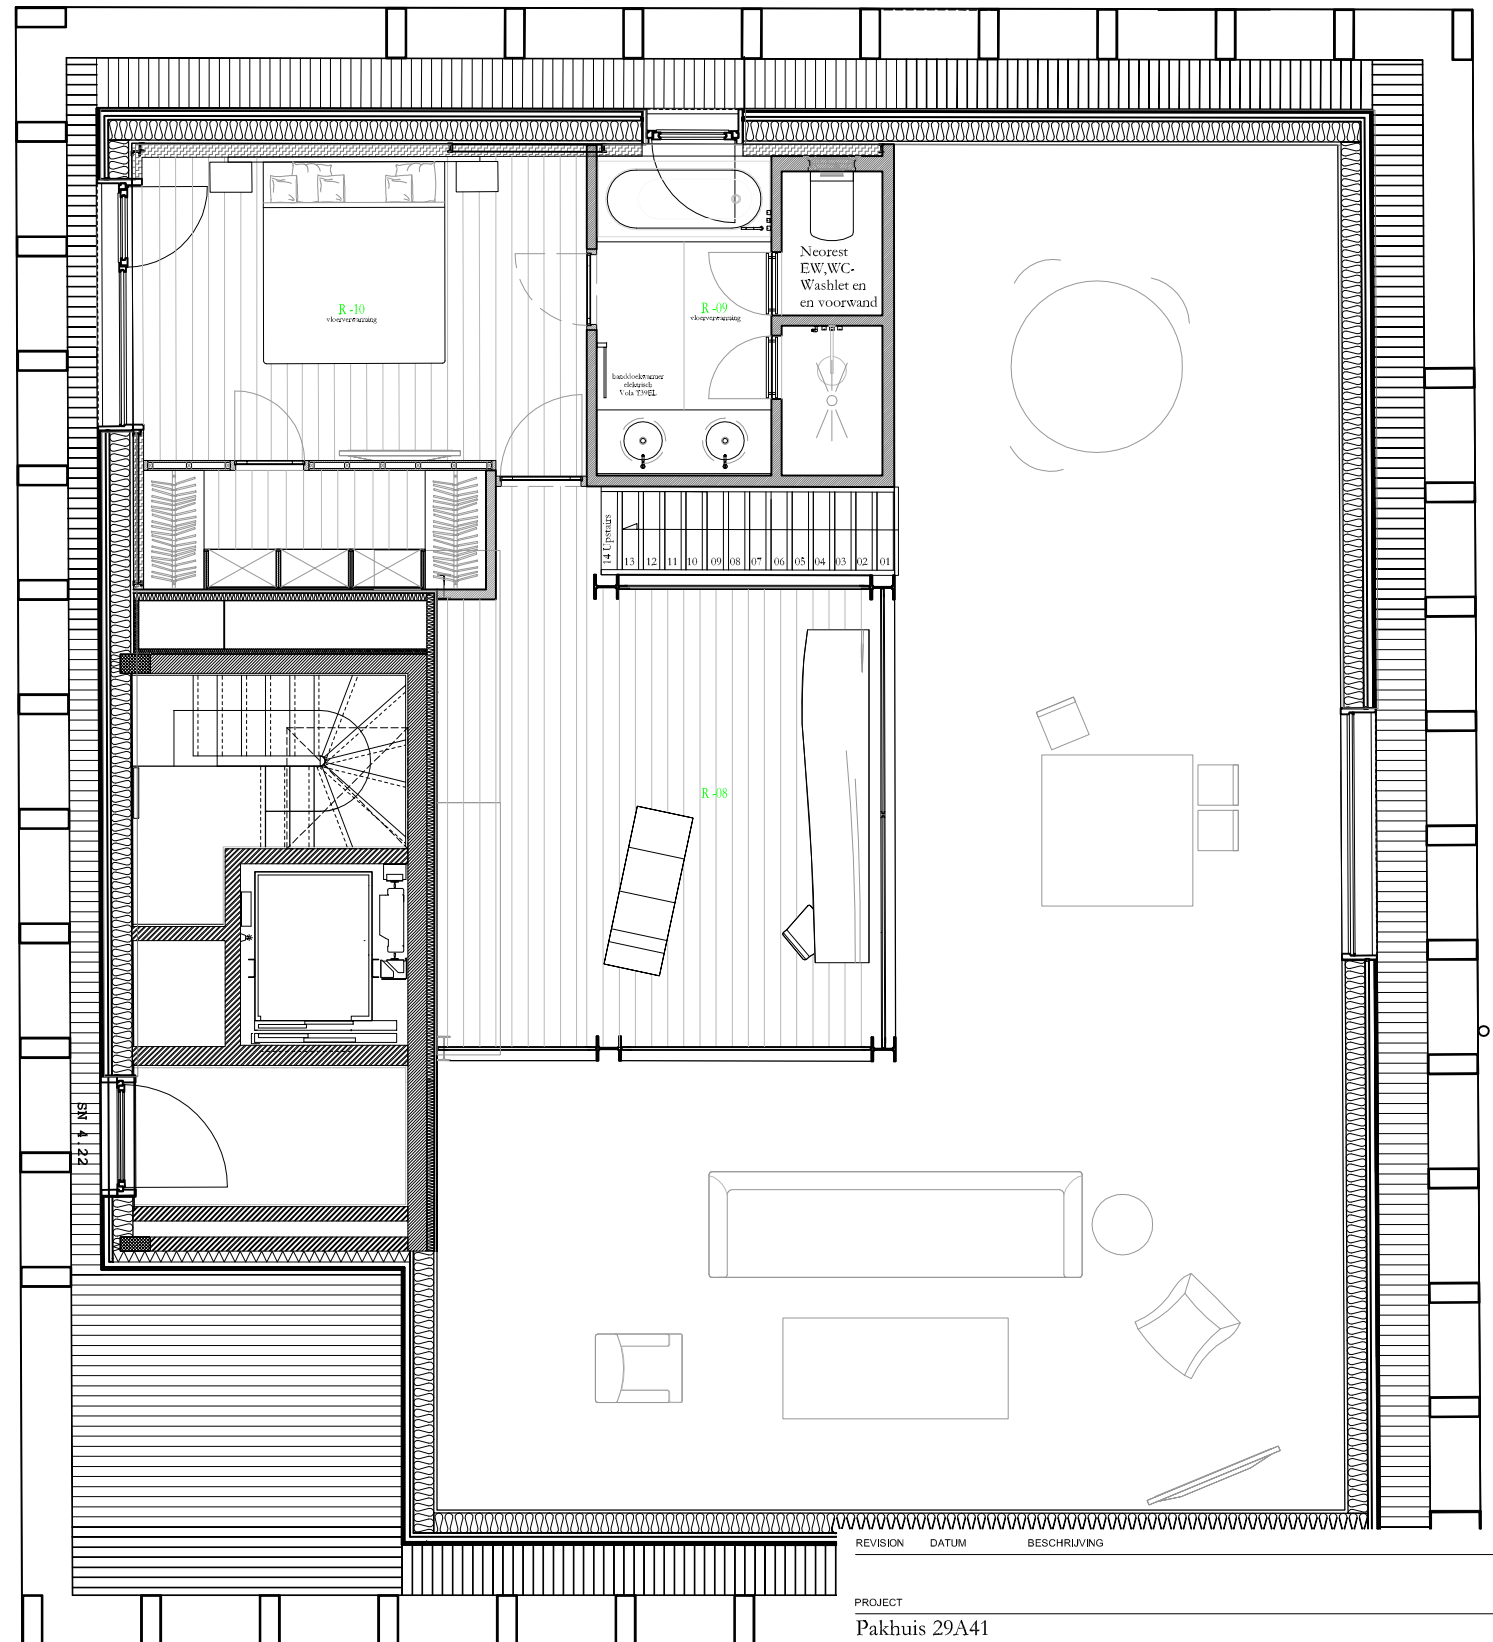 R -10
vloerverwarming
R -09
vloerverwarming
Neorest
EW,WC-
Washlet en
en voorwand
handdoekwarmer
elektrisch
Vola T39EL
14 Upstairs
13 12 11 10 09 08 07 06 05 04 03 02 01
R -08
SN 4.22
REVISION DATUM BESCHRIJVING
PROJECT
Pakhuis 29A41